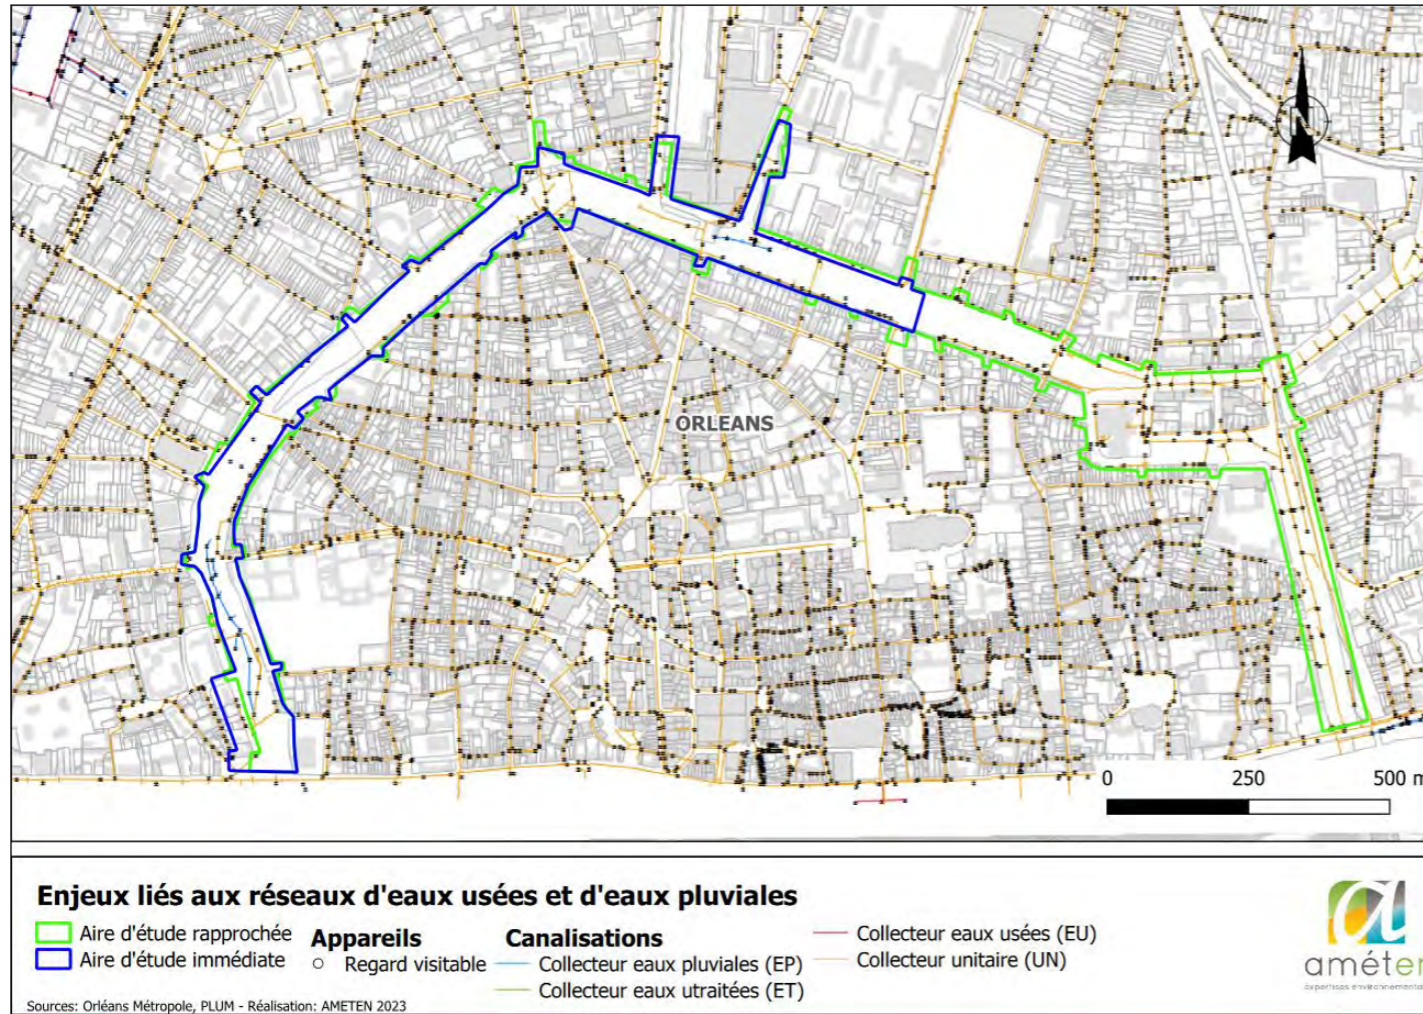 ORLEANS
0 250 500 m
Enjeux liés aux réseaux d'eaux usées et d'eaux pluviales
Aire d'étude rapprochée
Aire d'étude immédiate
Appareils
Regard visitable
Canalisations
Collecteur eaux pluviales (EP)
Collecteur eaux utraitées (ET)
Collecteur eaux usées (EU)
Collecteur unitaire (UN)
Sources: Orléans Métropole, PLUM - Réalisation: AMETEN 2023
a
améten